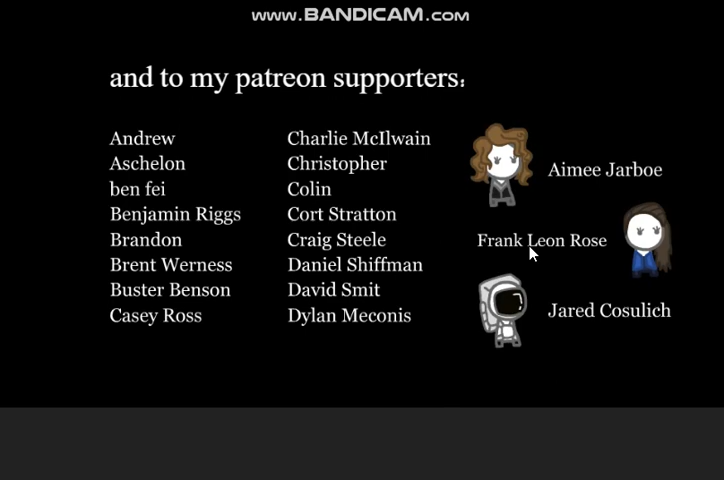 www.BANDICAM.com
and to my patreon supporters:
Andrew
Aschelon
ben fei
Benjamin Riggs
Brandon
Brent Werness
Buster Benson
Casey Ross
Charlie McIlwain
Christopher
Colin
Cort Stratton
Craig Steele
Daniel Shiffman
David Smit
Dylan Meconis
Aimee Jarboe
Frank Leon Rose
Jared Cosulich